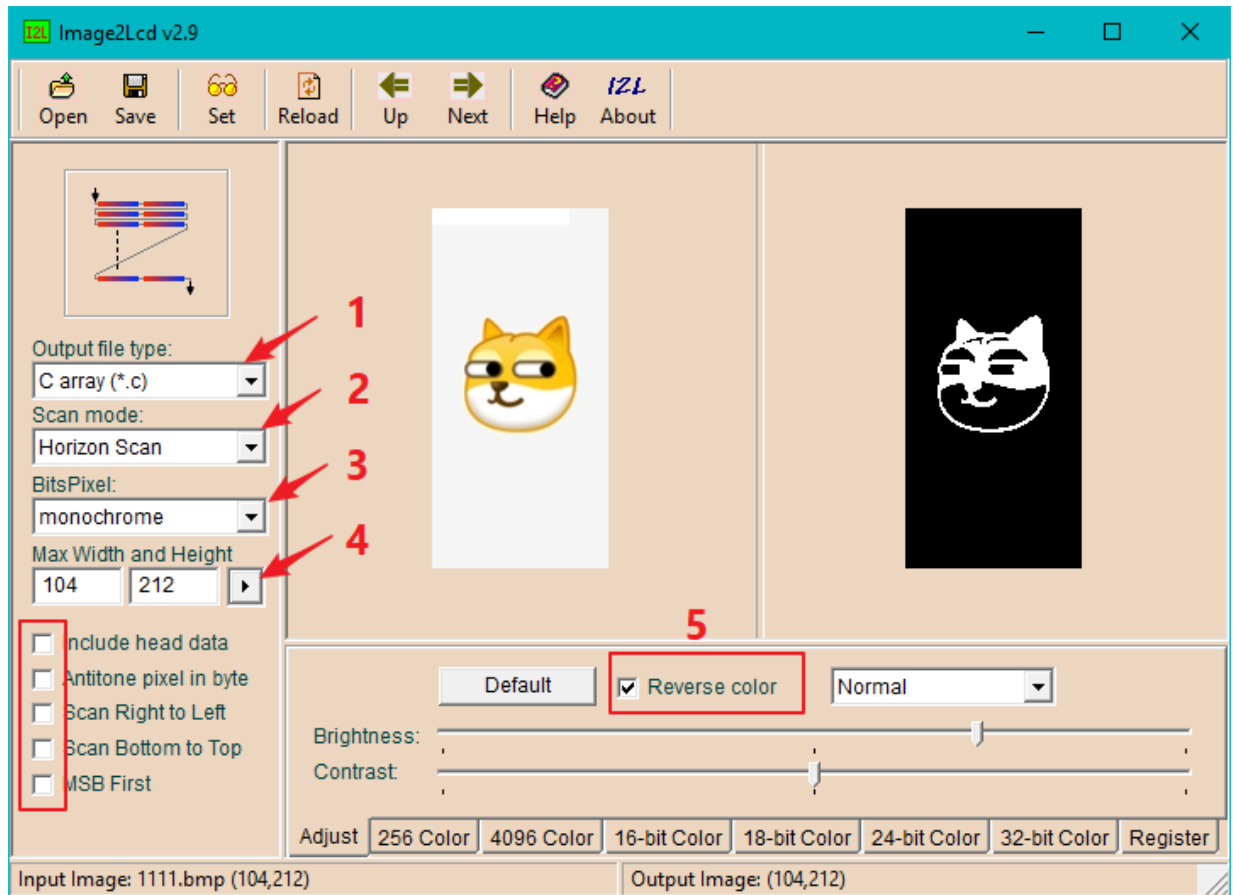 I2L Image2Lcd v2.9
Open Save Set Reload Up Next Help I2L About
1
Output file type:
C array (*.c)
2
Scan mode:
Horizon Scan
3
BitsPixel:
monochrome
4
Max Width and Height
104 212
Include head data
Antitone pixel in byte
Scan Right to Left
Scan Bottom to Top
MSB First
5
Default Reverse color Normal
Brightness:
Contrast:
Adjust 256 Color 4096 Color 16-bit Color 18-bit Color 24-bit Color 32-bit Color Register
Input Image: 1111.bmp (104,212) Output Image: (104,212)